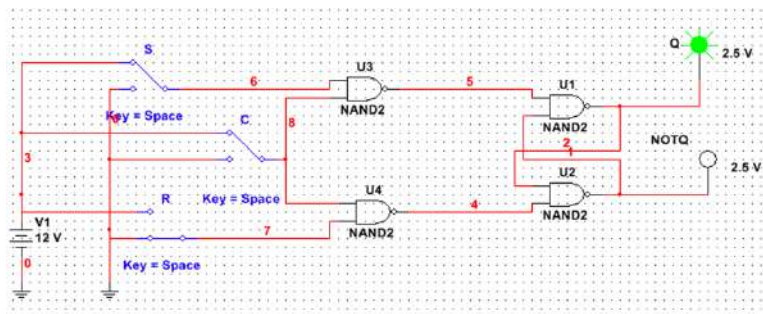 S
Q
2.5 V
U3
6
5
U1
NAND2
Key = Space
C
8
NAND2
NOTQ
2
1
3
2.5 V
U2
R
Key = Space
U4
4
V1
12 V
NAND2
NAND2
7
0
Key = Space